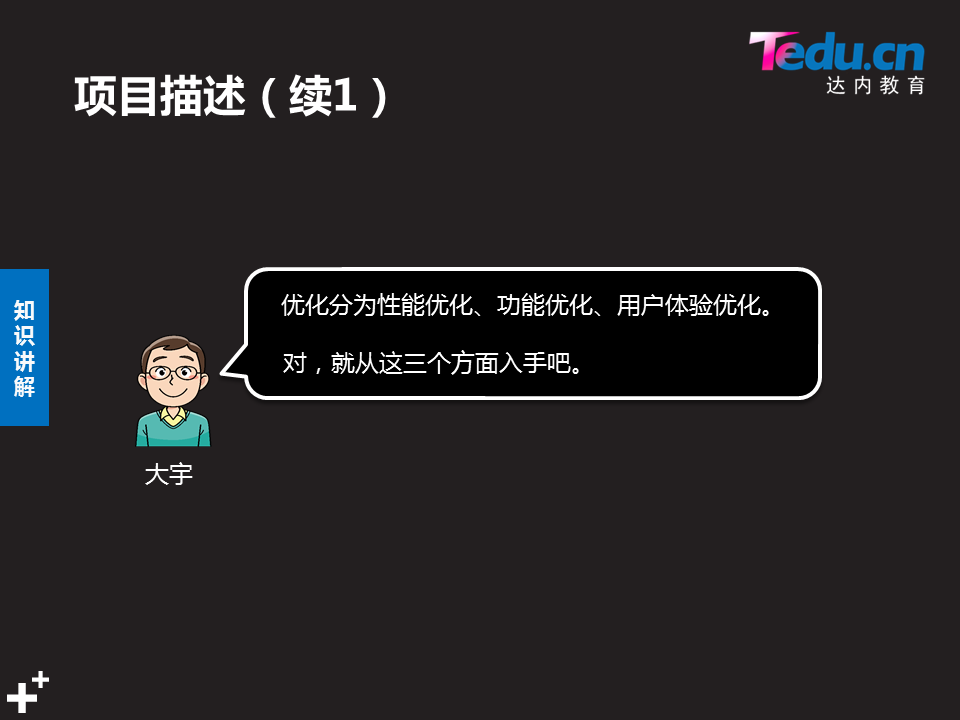 Tedu.cn
达内教育
项目描述（续1）
知识讲解
优化分为性能优化、功能优化、用户体验优化。
对，就从这三个方面入手吧。
大宇